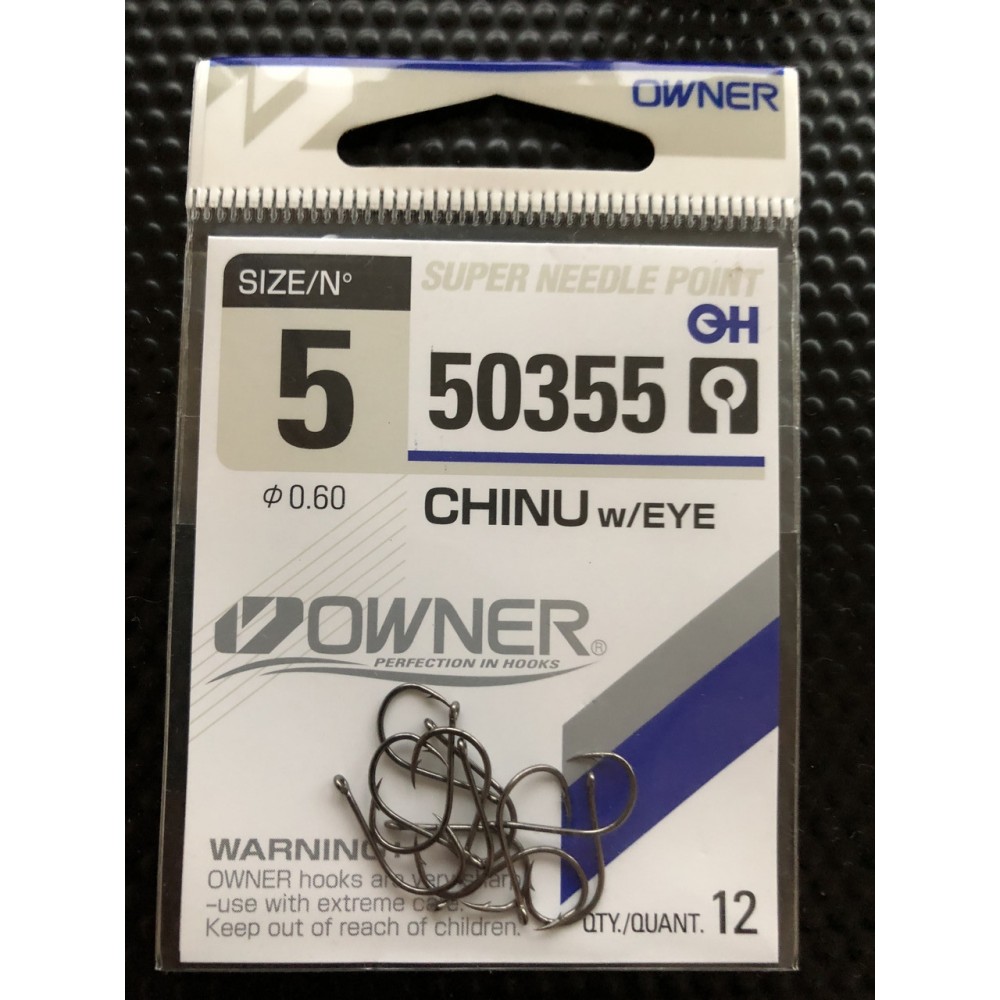 OWNER
SIZE/Nº
5
SUPER NEEDLE POINT
OH
50355
φ 0.60
CHINU w/EYE
OWNER®
PERFECTION IN HOOKS
WARNING
OWNER hooks are very sharp
-use with extreme care.
Keep out of reach of children.
QTY./QUANT. 12